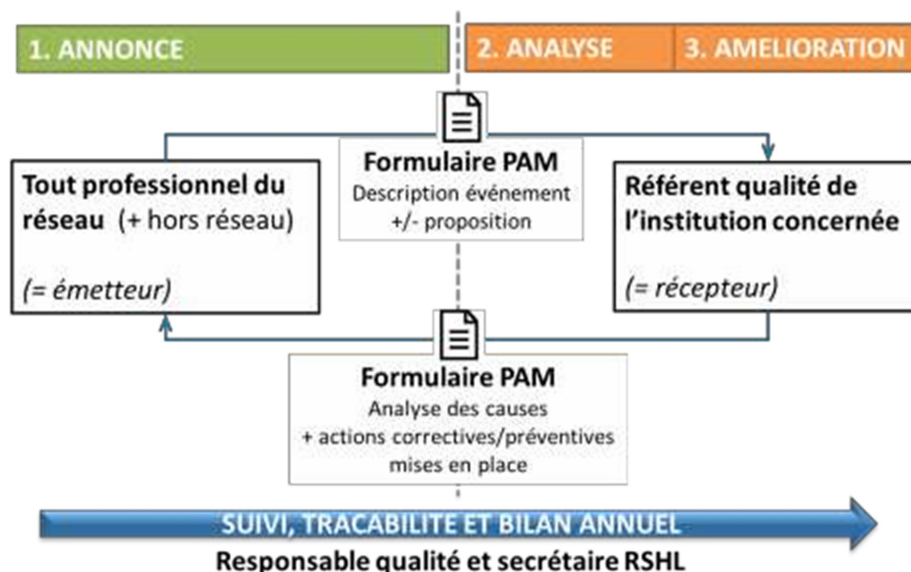 1. ANNONCE
2. ANALYSE
3. AMELIORATION
Formulaire PAM
Description événement
+/- proposition
Tout professionnel du
réseau (+ hors réseau)
(= émetteur)
Référent qualité de
l'institution concernée
(= récepteur)
Formulaire PAM
Analyse des causes
+ actions correctives/préventives
mises en place
SUIVI, TRACABILITE ET BILAN ANNUEL
Responsable qualité et secrétaire RSHL